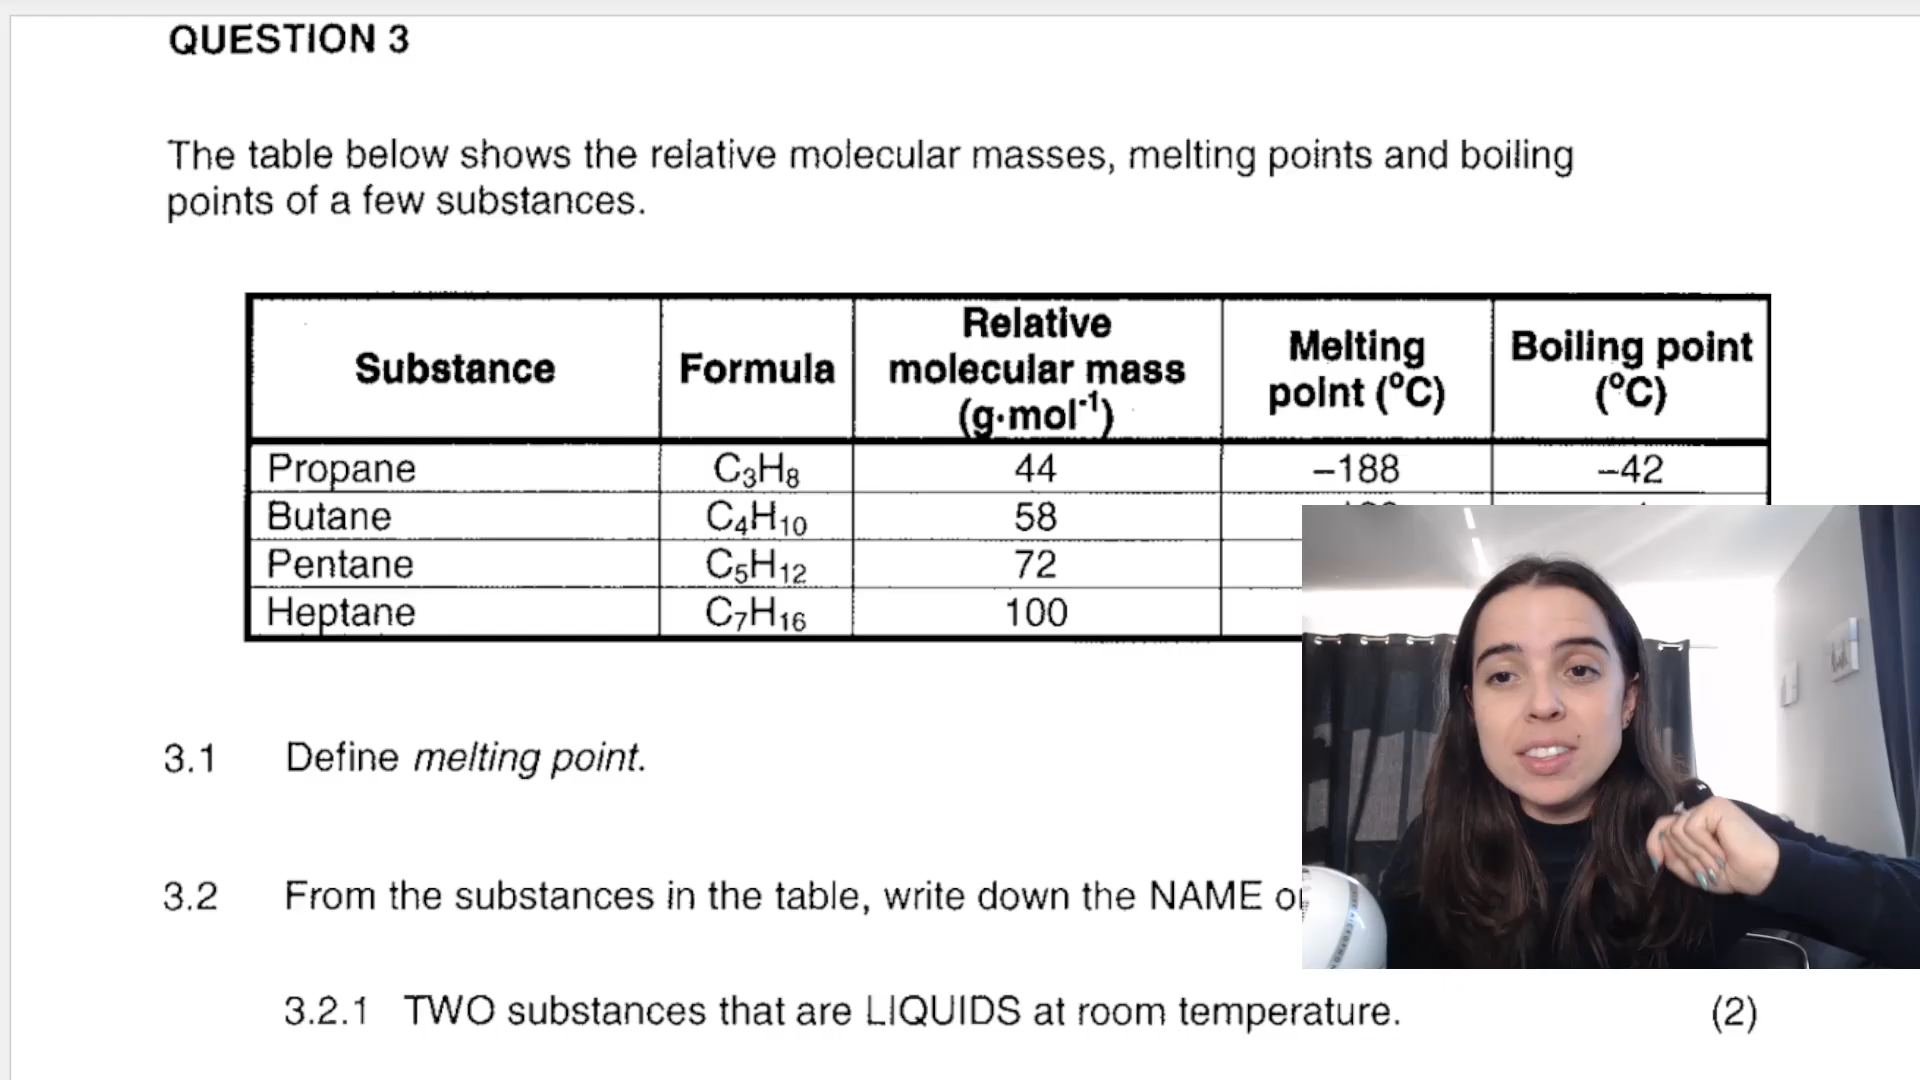 QUESTION 3
The table below shows the relative molecular masses, melting points and boiling
points of a few substances.
Substance Formula Relative molecular mass (g·mol⁻¹) Melting point (°C) Boiling point (°C)
Propane C₃H₈ 44 –188 –42
Butane C₄H₁₀ 58
Pentane C₅H₁₂ 72
Heptane C₇H₁₆ 100
3.1 Define melting point.
3.2 From the substances in the table, write down the NAME
3.2.1 TWO substances that are LIQUIDS at room temperature. (2)